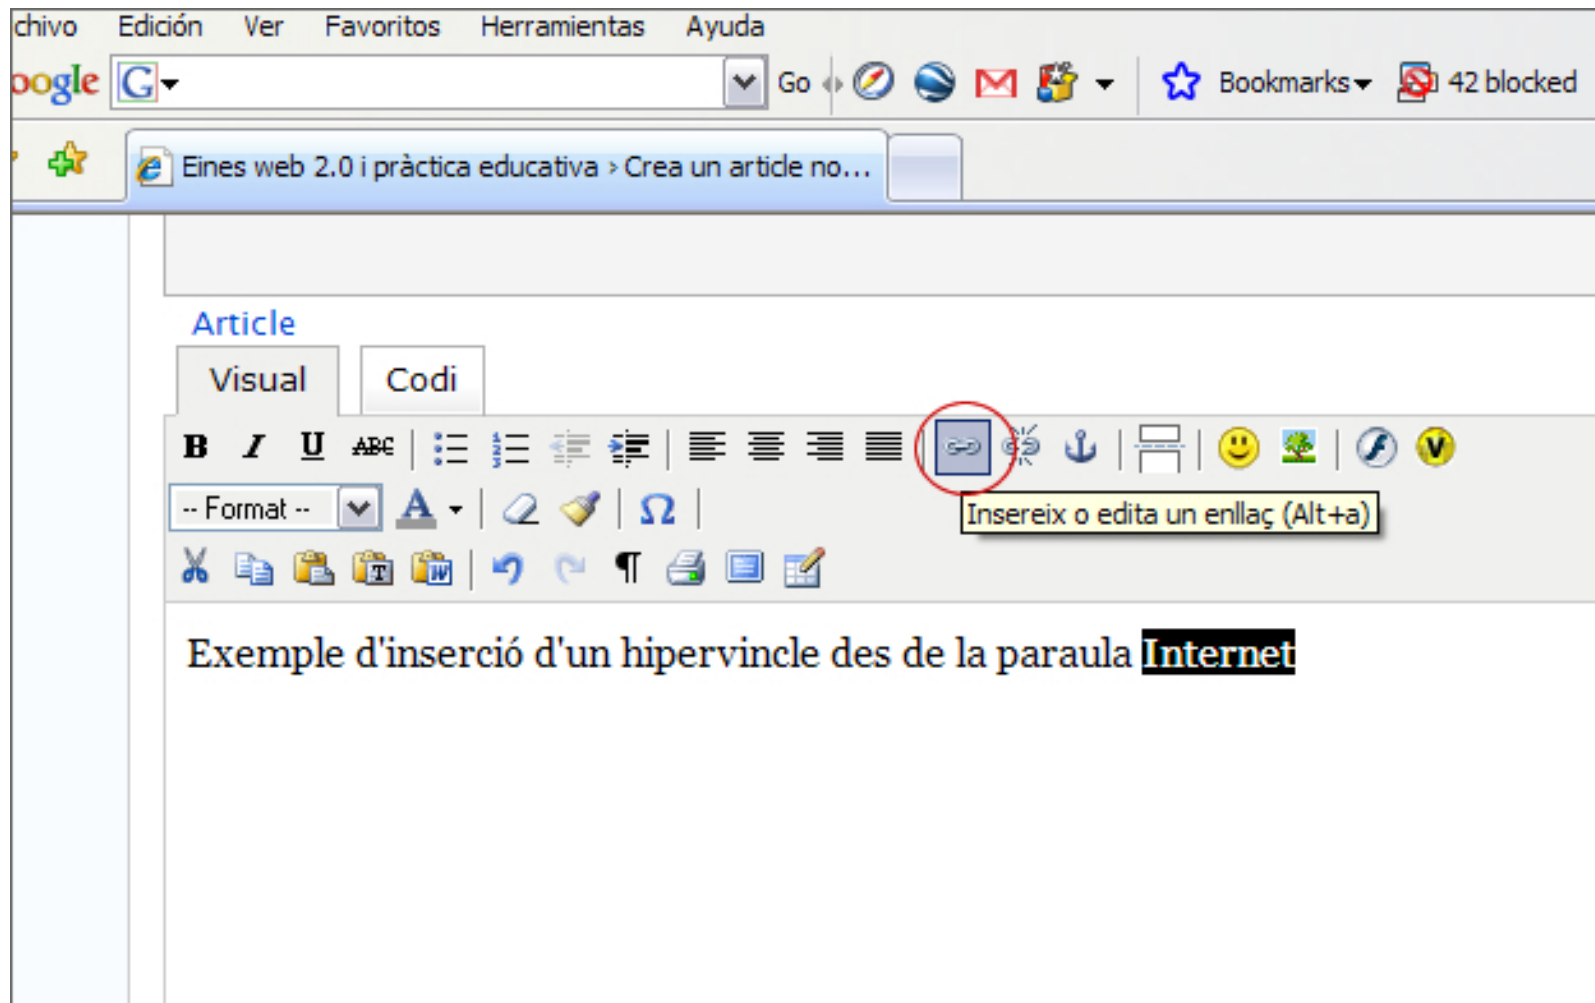 chivo Edición Ver Favoritos Herramientas Ayuda
oogle G Go Bookmarks 42 blocked
Eines web 2.0 i pràctica educativa > Crea un article no...
Article
Visual Codi
B I U ABC
-- Format -- A Ω
Insereix o edita un enllaç (Alt+a)
T W ¶
Exemple d'inserció d'un hipervincle des de la paraula Internet